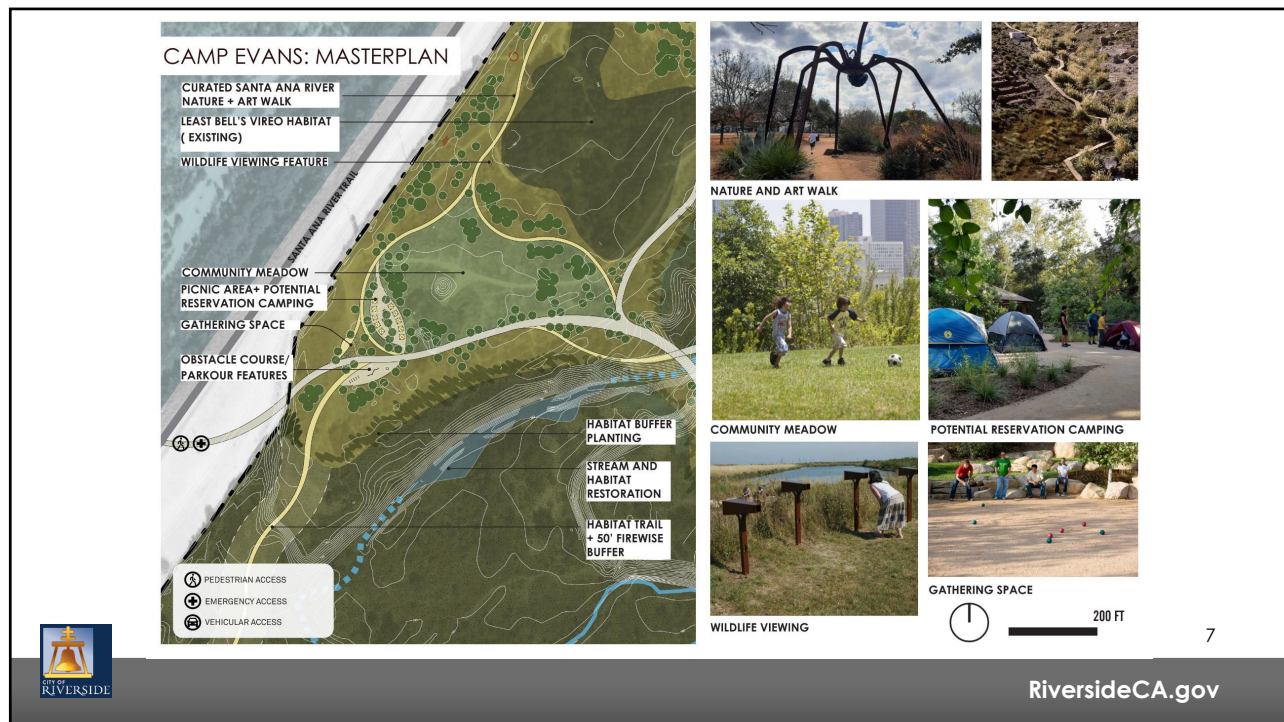 CAMP EVANS: MASTERPLAN
CURATED SANTA ANA RIVER
NATURE + ART WALK
LEAST BELL'S VIREO HABITAT
( EXISTING)
WILDLIFE VIEWING FEATURE
SANTA ANA RIVER TRAIL
COMMUNITY MEADOW
PICNIC AREA+ POTENTIAL
RESERVATION CAMPING
GATHERING SPACE
OBSTACLE COURSE/
PARKOUR FEATURES
HABITAT BUFFER
PLANTING
STREAM AND
HABITAT
RESTORATION
HABITAT TRAIL
+ 50' FIREWISE
BUFFER
PEDESTRIAN ACCESS
EMERGENCY ACCESS
VEHICULAR ACCESS
NATURE AND ART WALK
COMMUNITY MEADOW
POTENTIAL RESERVATION CAMPING
WILDLIFE VIEWING
GATHERING SPACE
200 FT
7
CITY OF
RIVERSIDE
RiversideCA.gov